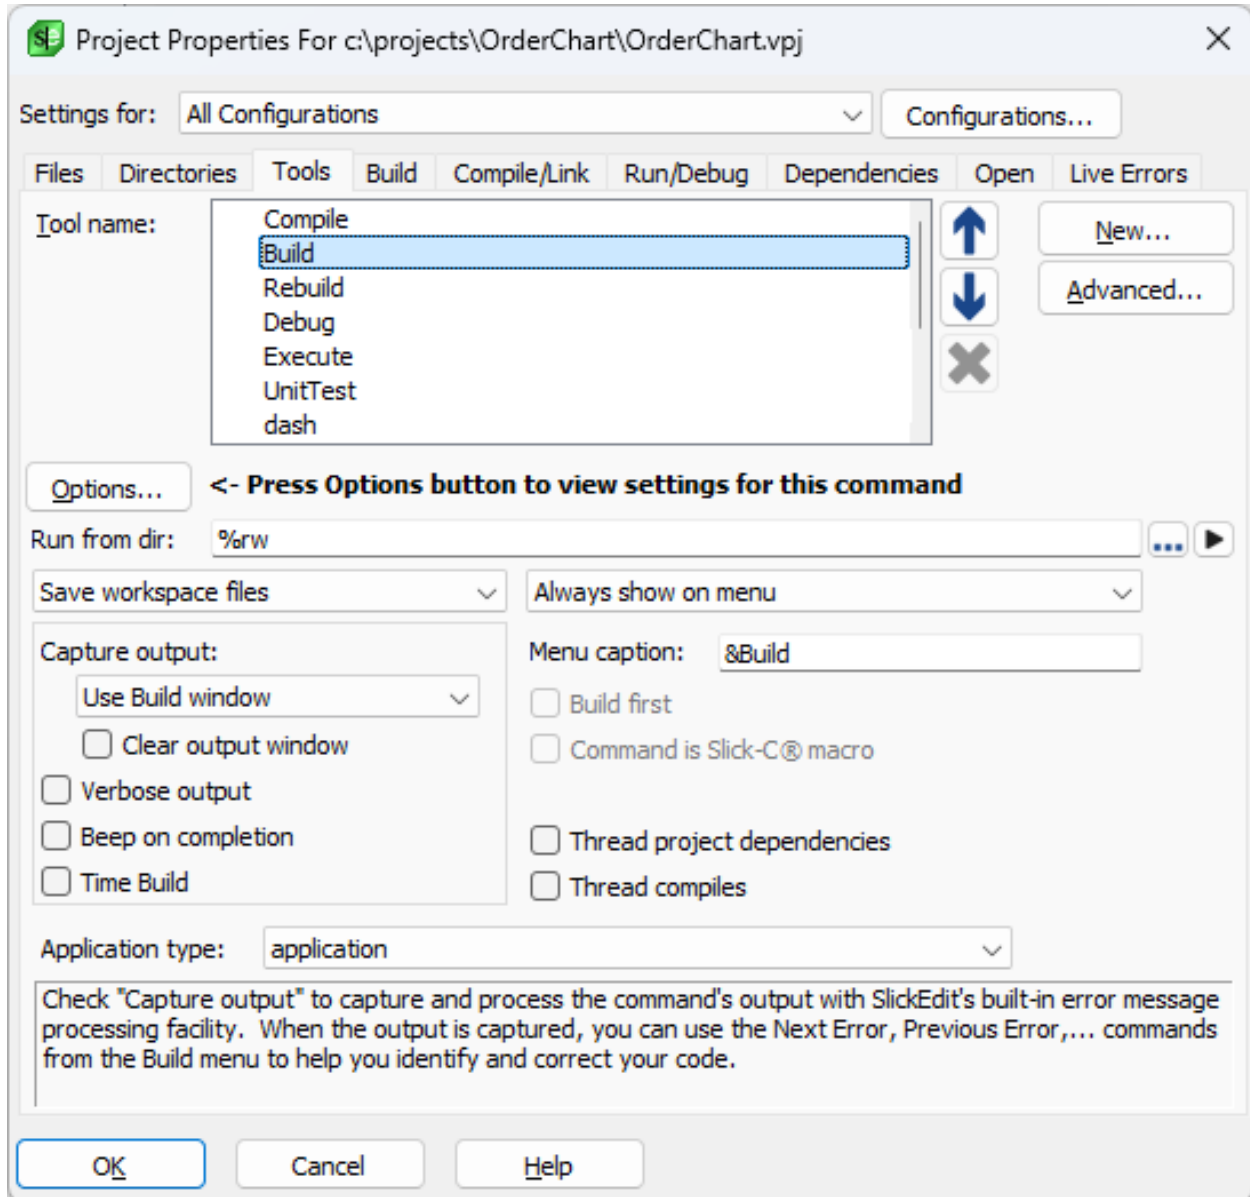 Project Properties For c:\projects\OrderChart\OrderChart.vpj
Settings for: All Configurations Configurations...
Files Directories Tools Build Compile/Link Run/Debug Dependencies Open Live Errors
Tool name:
Compile
Build
Rebuild
Debug
Execute
UnitTest
dash
New...
Advanced...
Options... <- Press Options button to view settings for this command
Run from dir: %rw ...
Save workspace files Always show on menu
Capture output: Menu caption: &Build
Use Build window Build first
Clear output window Command is Slick-C® macro
Verbose output
Beep on completion Thread project dependencies
Time Build Thread compiles
Application type: application
Check "Capture output" to capture and process the command's output with SlickEdit's built-in error message
processing facility.  When the output is captured, you can use the Next Error, Previous Error,... commands
from the Build menu to help you identify and correct your code.
OK Cancel Help